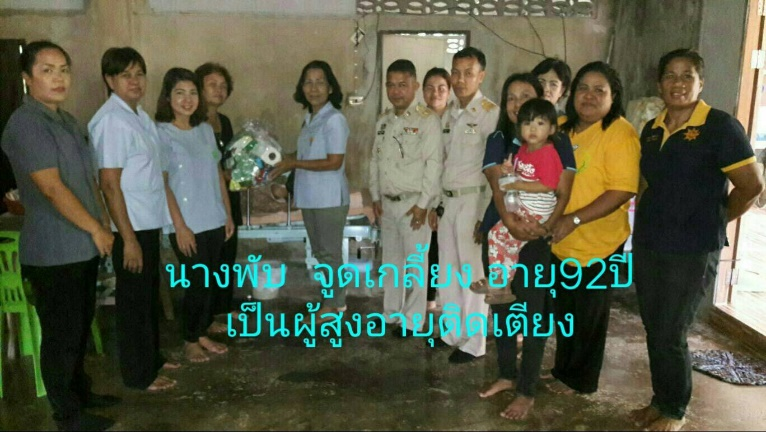 นางพับ  จูดเกลี้ยง อายุ92ปี
เป็นผู้สูงอายุติดเตียง